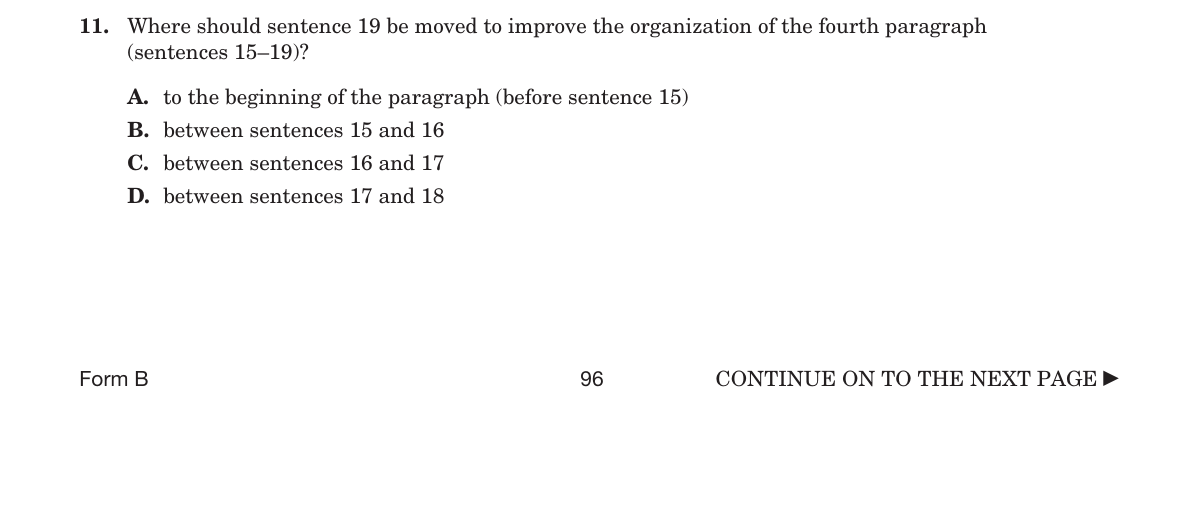 11. Where should sentence 19 be moved to improve the organization of the fourth paragraph
(sentences 15–19)?
A. to the beginning of the paragraph (before sentence 15)
B. between sentences 15 and 16
C. between sentences 16 and 17
D. between sentences 17 and 18
Form B 96 CONTINUE ON TO THE NEXT PAGE ►